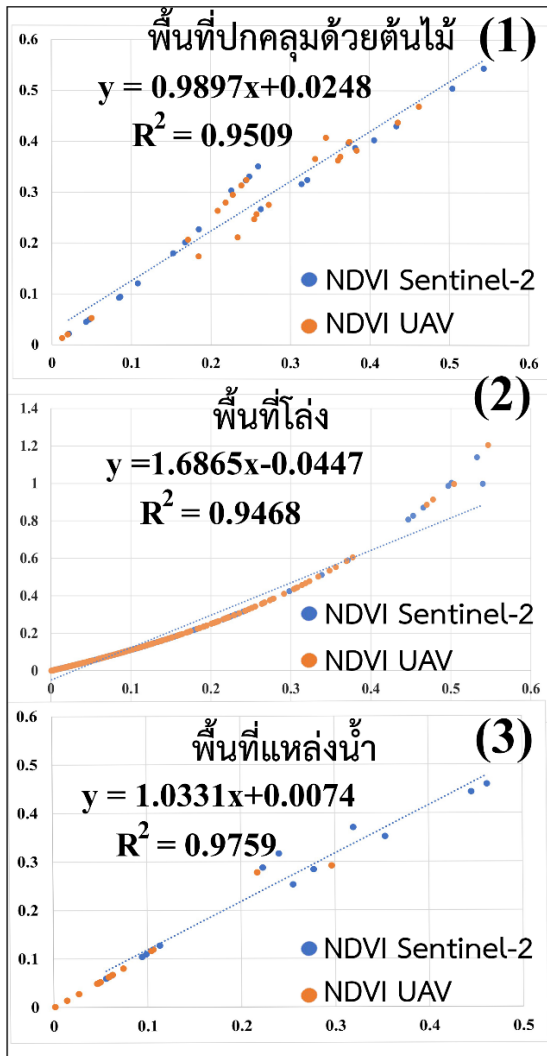 พื้นที่ปกคลุมด้วยต้นไม้ (1)
y = 0.9897x+0.0248
R² = 0.9509
0.6
0.5
0.4
0.3
0.2
0.1
0
NDVI Sentinel-2
NDVI UAV
0 0.1 0.2 0.3 0.4 0.5 0.6
พื้นที่โล่ง (2)
y =1.6865x-0.0447
R² = 0.9468
1.4
1.2
1
0.8
0.6
0.4
0.2
0
NDVI Sentinel-2
NDVI UAV
0 0.1 0.2 0.3 0.4 0.5 0.6
พื้นที่แหล่งน้ำ (3)
y = 1.0331x+0.0074
R² = 0.9759
0.6
0.5
0.4
0.3
0.2
0.1
0
NDVI Sentinel-2
NDVI UAV
0 0.1 0.2 0.3 0.4 0.5